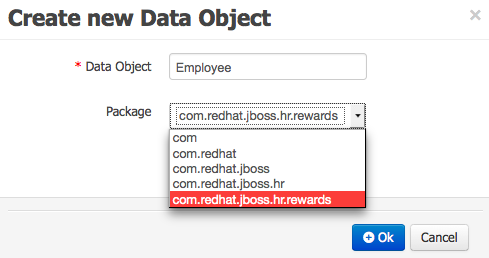 Create new Data Object
×
* Data Object Employee
Package com.redhat.jboss.hr.rewards
com
com.redhat
com.redhat.jboss
com.redhat.jboss.hr
com.redhat.jboss.hr.rewards
Ok Cancel